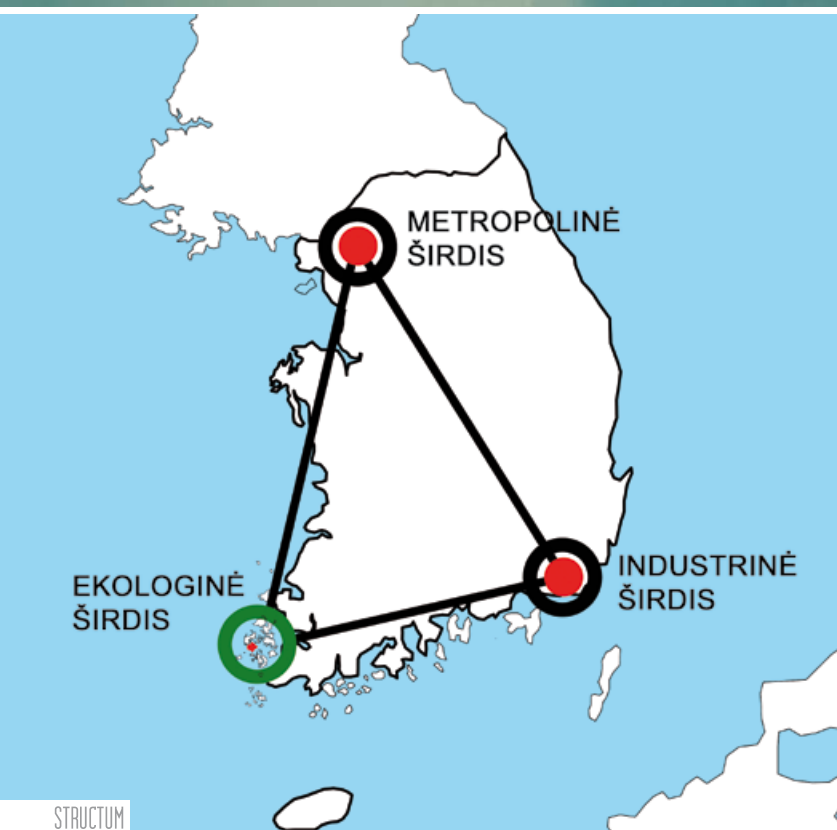 METROPOLINĖ
ŠIRDIS
INDUSTRINĖ
ŠIRDIS
EKOLOGINĖ
ŠIRDIS
STRUCTUM